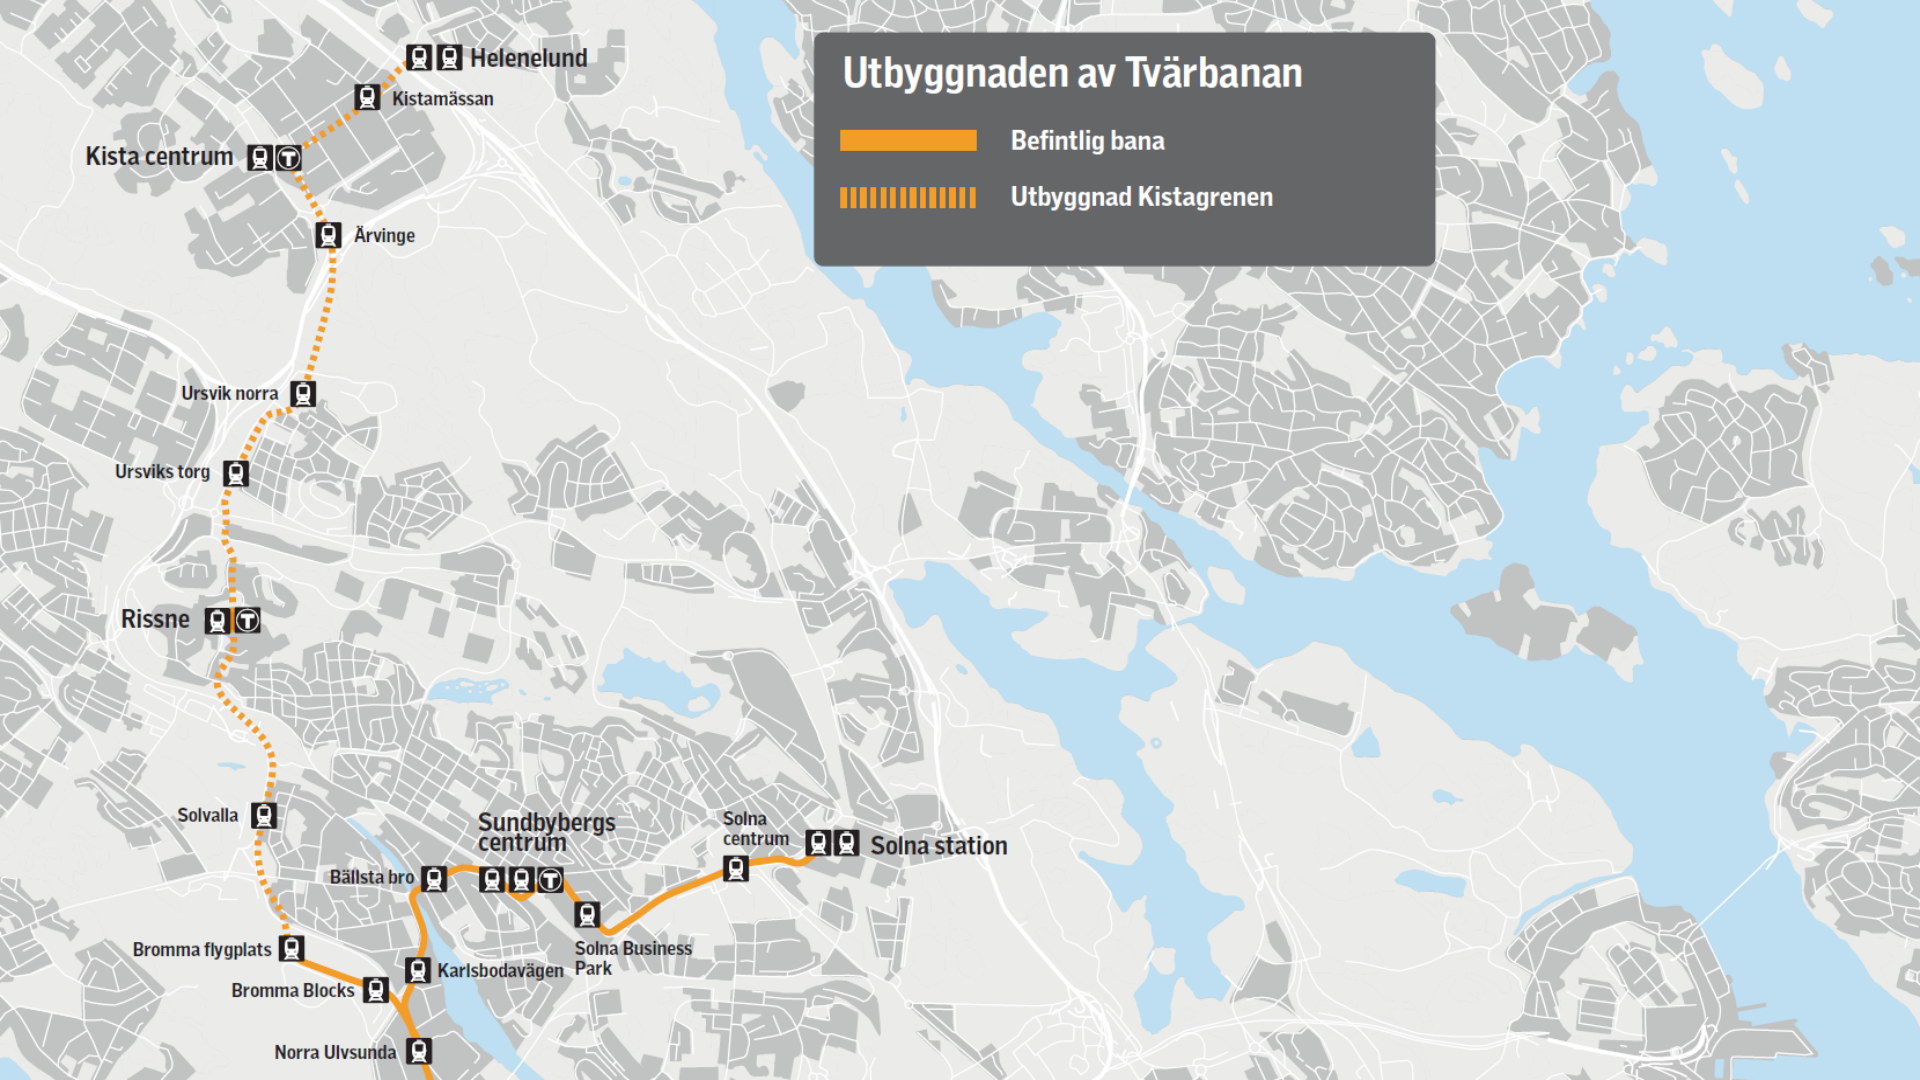 Utbyggnaden av Tvärbanan
Befintlig bana
Utbyggnad Kistagrenen
Helenelund
Kistamässan
Kista centrum
T
Ärvinge
Ursvik norra
Ursviks torg
Rissne
T
Solvalla
Sundbybergs
centrum
T
Solna
centrum
Solna station
Bällsta bro
Solna Business
Park
Bromma flygplats
Karlsbodavägen
Bromma Blocks
Norra Ulvsunda